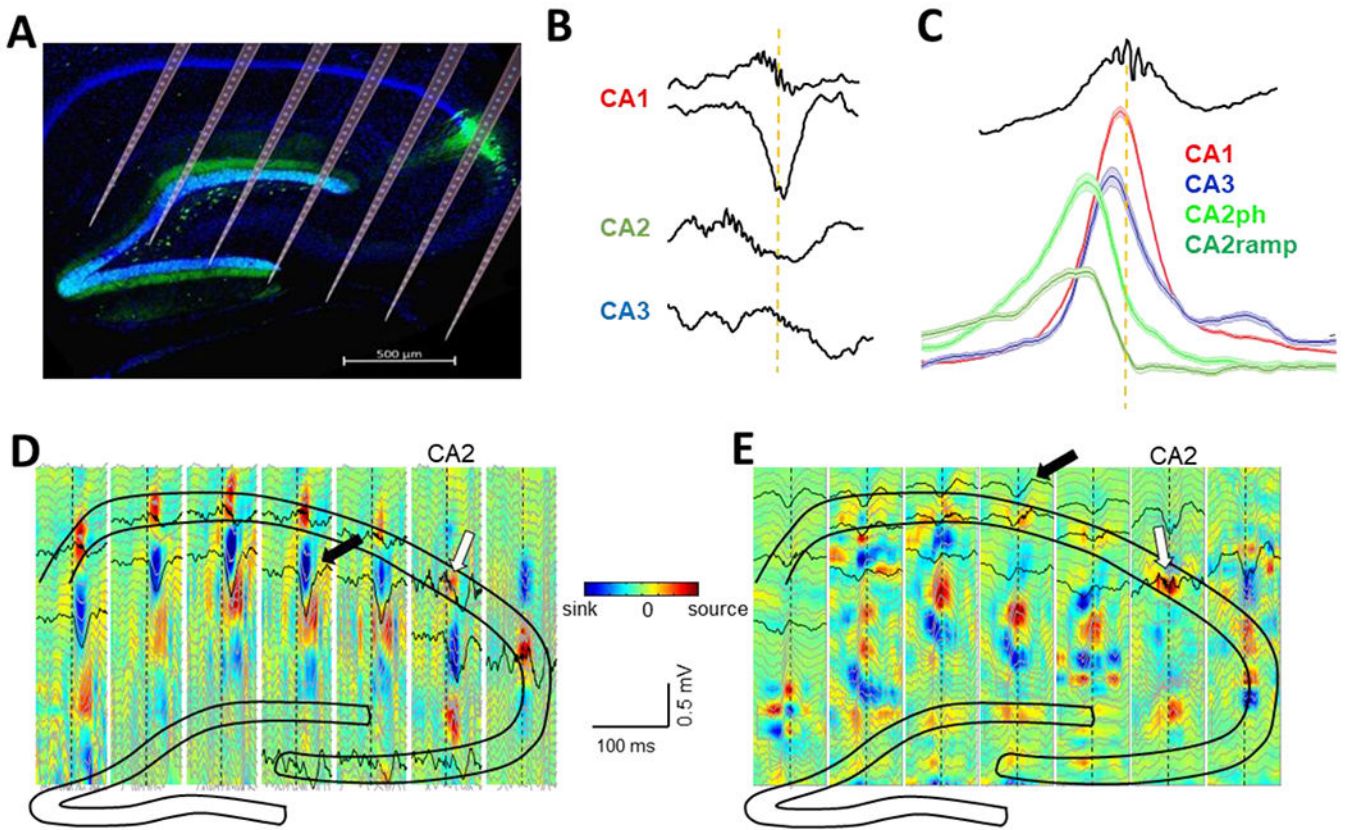 A
500 µm
B
CA1
CA2
CA3
C
CA1
CA3
CA2ph
CA2ramp
D
CA2
sink 0 source
0.5 mV
100 ms
E
CA2